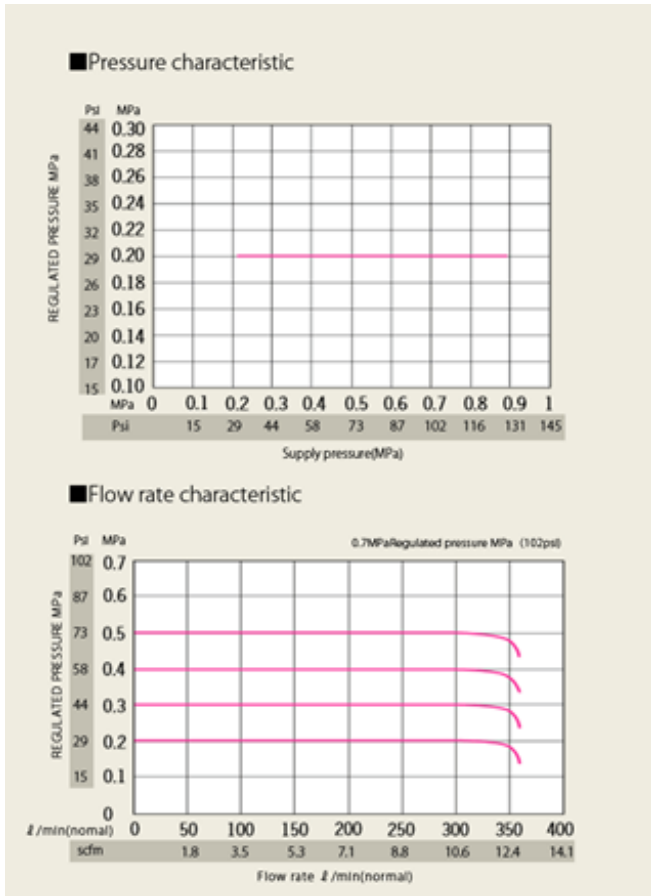 ■Pressure characteristic
Psi MPa
44 0.30
41 0.28
38 0.26
35 0.24
32 0.22
29 0.20
26 0.18
23 0.16
20 0.14
17 0.12
15 0.10
REGULATED PRESSURE MPa
MPa 0 0.1 0.2 0.3 0.4 0.5 0.6 0.7 0.8 0.9 1
Psi 15 29 44 58 73 87 102 116 131 145
Supply pressure(MPa)
■Flow rate characteristic
Psi MPa 0.7MPaRegulated pressure MPa (102psi)
102 0.7
87 0.6
73 0.5
58 0.4
44 0.3
29 0.2
15 0.1
0
REGULATED PRESSURE MPa
ℓ/min(nomal) 0 50 100 150 200 250 300 350 400
scfm 1.8 3.5 5.3 7.1 8.8 10.6 12.4 14.1
Flow rate ℓ/min(normal)